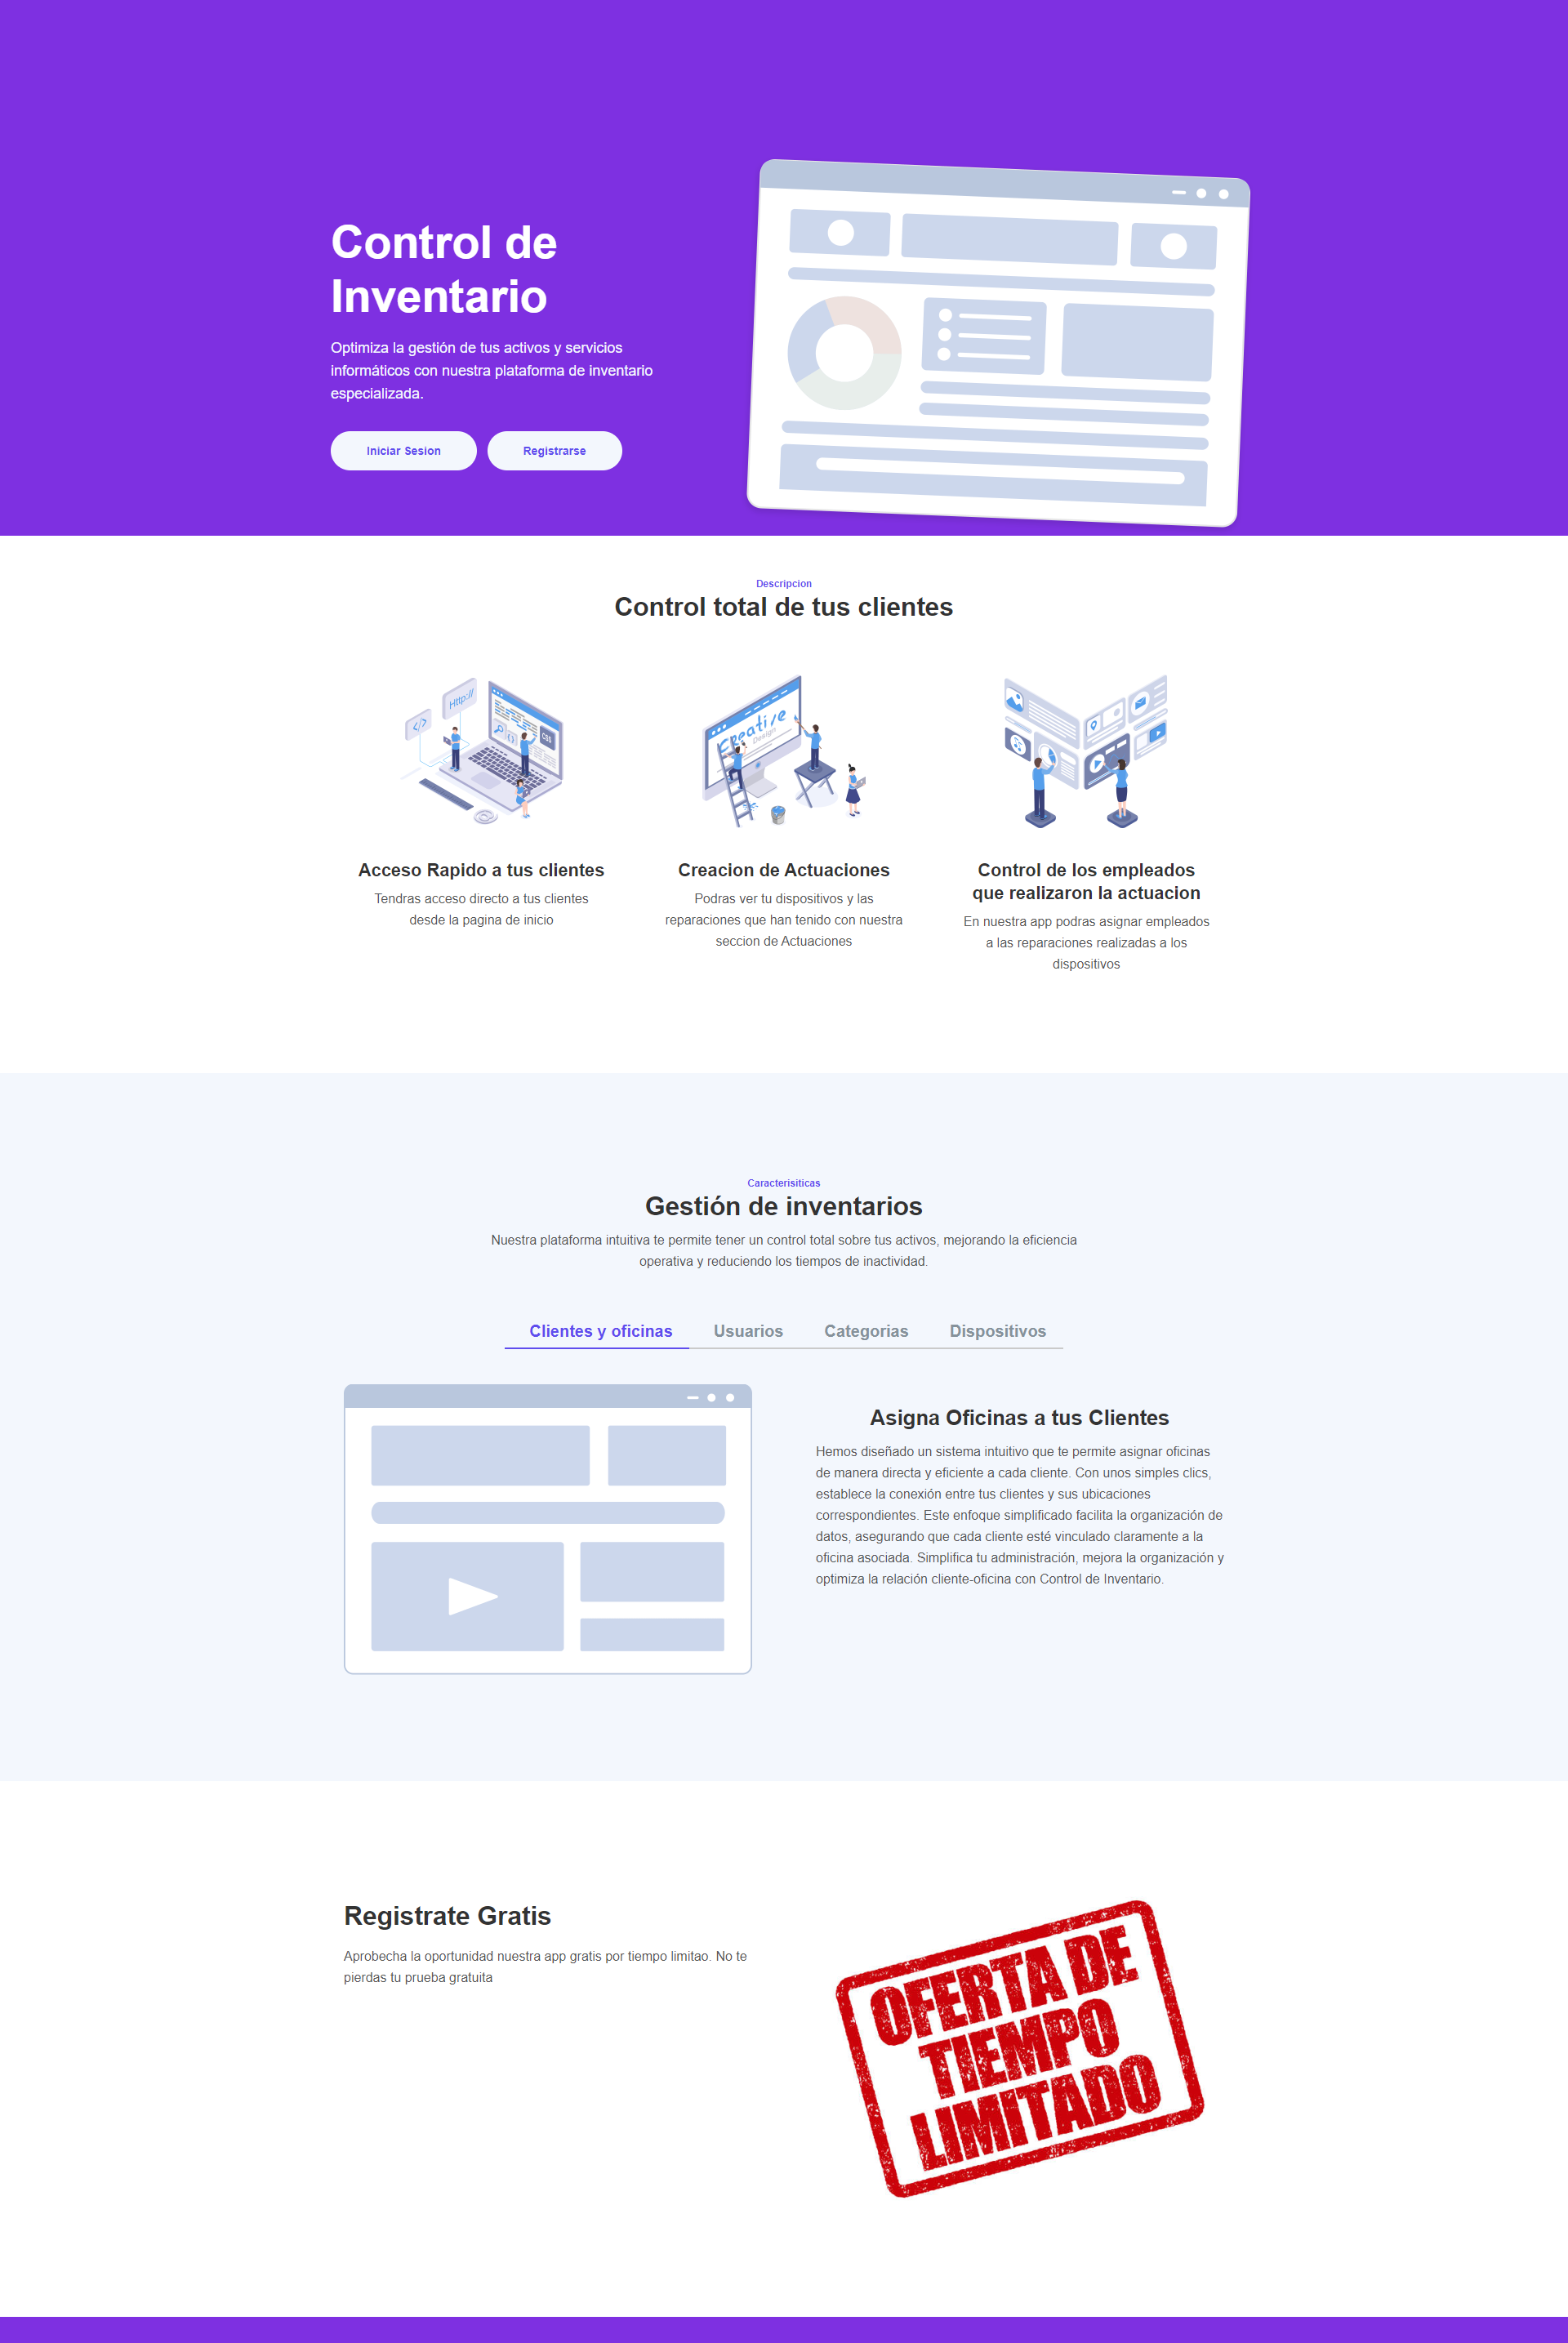 Control de
Inventario
Optimiza la gestión de tus activos y servicios
informáticos con nuestra plataforma de inventario
especializada.
Iniciar Sesion
Registrarse
Descripcion
Control total de tus clientes
</>
Http://
CSS
Creative
Design
Acceso Rapido a tus clientes
Tendras acceso directo a tus clientes
desde la pagina de inicio
Creacion de Actuaciones
Podras ver tu dispositivos y las
reparaciones que han tenido con nuestra
seccion de Actuaciones
Control de los empleados
que realizaron la actuacion
En nuestra app podras asignar empleados
a las reparaciones realizadas a los
dispositivos
Caracterisiticas
Gestión de inventarios
Nuestra plataforma intuitiva te permite tener un control total sobre tus activos, mejorando la eficiencia
operativa y reduciendo los tiempos de inactividad.
Clientes y oficinas
Usuarios
Categorias
Dispositivos
Asigna Oficinas a tus Clientes
Hemos diseñado un sistema intuitivo que te permite asignar oficinas
de manera directa y eficiente a cada cliente. Con unos simples clics,
establece la conexión entre tus clientes y sus ubicaciones
correspondientes. Este enfoque simplificado facilita la organización de
datos, asegurando que cada cliente esté vinculado claramente a la
oficina asociada. Simplifica tu administración, mejora la organización y
optimiza la relación cliente-oficina con Control de Inventario.
Registrate Gratis
Aprobecha la oportunidad nuestra app gratis por tiempo limitao. No te
pierdas tu prueba gratuita
OFERTA DE
TIEMPO
LIMITADO